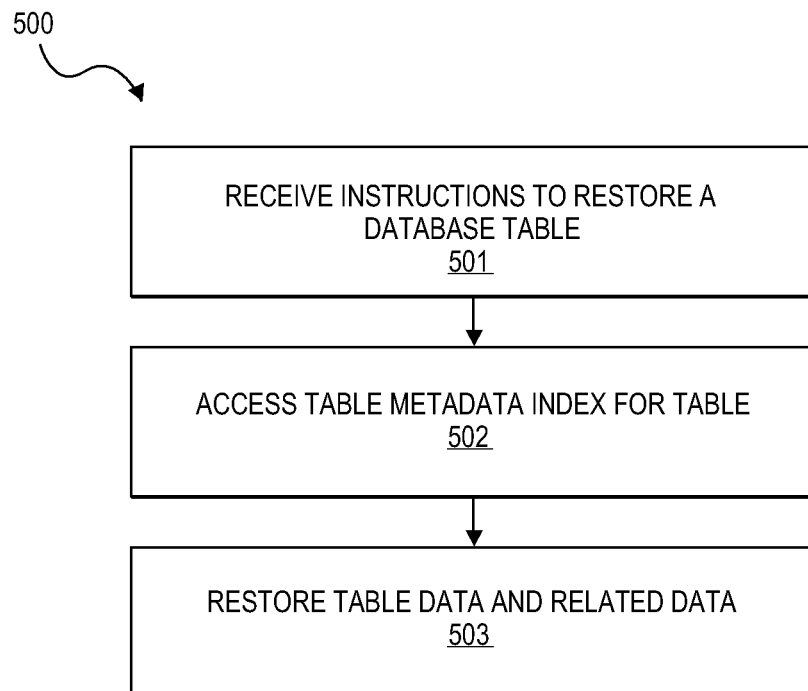 500
RECEIVE INSTRUCTIONS TO RESTORE A
DATABASE TABLE
501
ACCESS TABLE METADATA INDEX FOR TABLE
502
RESTORE TABLE DATA AND RELATED DATA
503